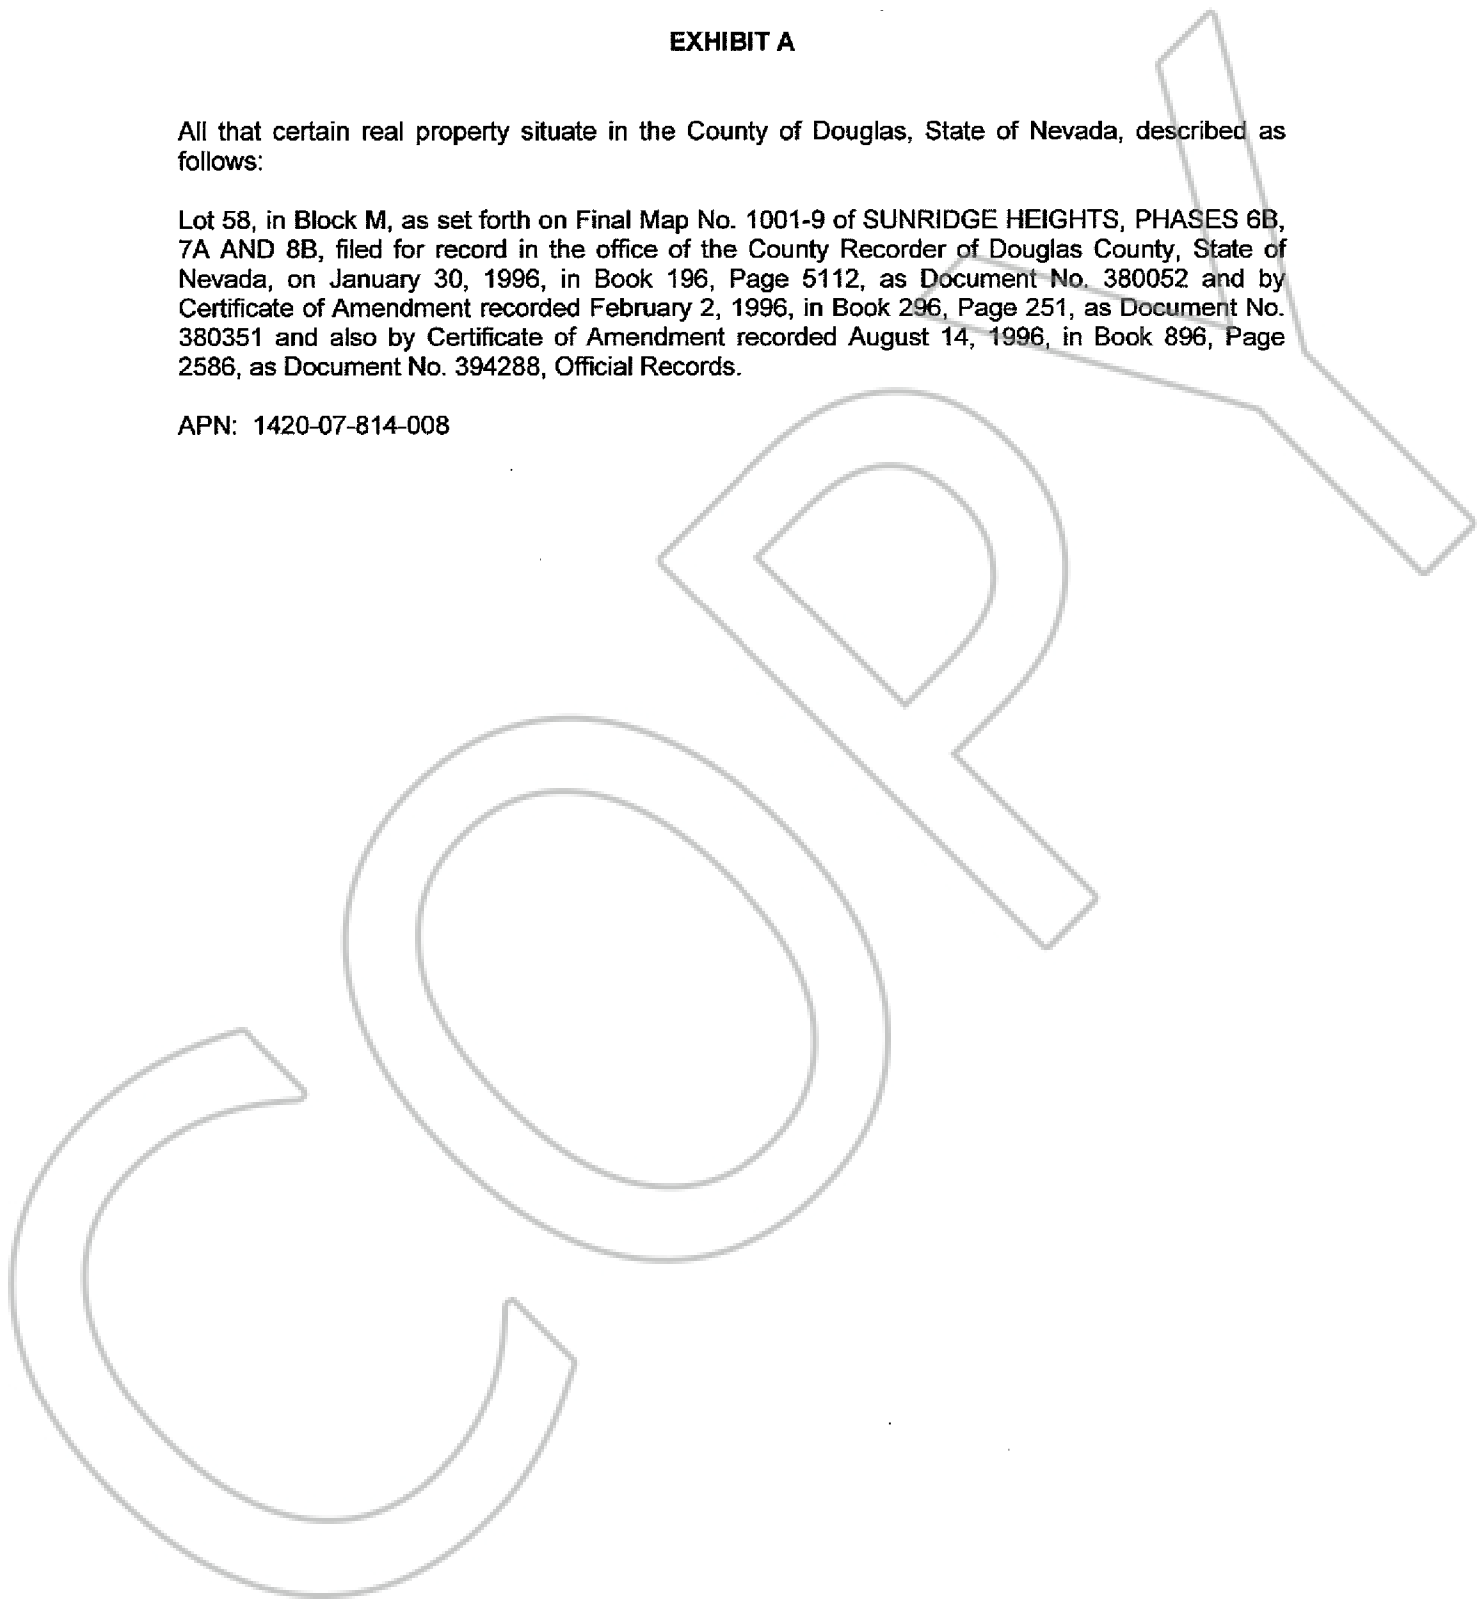 EXHIBIT A
All that certain real property situate in the County of Douglas, State of Nevada, described as
follows:
Lot 58, in Block M, as set forth on Final Map No. 1001-9 of SUNRIDGE HEIGHTS, PHASES 6B,
7A AND 8B, filed for record in the office of the County Recorder of Douglas County, State of
Nevada, on January 30, 1996, in Book 196, Page 5112, as Document No. 380052 and by
Certificate of Amendment recorded February 2, 1996, in Book 296, Page 251, as Document No.
380351 and also by Certificate of Amendment recorded August 14, 1996, in Book 896, Page
2586, as Document No. 394288, Official Records.
APN: 1420-07-814-008
COPY